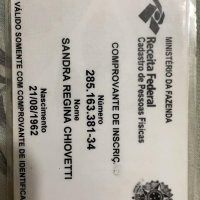 MINISTÉRIO DA FAZENDA
Receita Federal
Cadastro de Pessoas Físicas
COMPROVANTE DE INSCRIÇ
Número
285.163.381-34
Nome
SANDRA REGINA CHIOVETTI
Nascimento
21/08/1962
VÁLIDO SOMENTE COM COMPROVANTE DE IDENTIFICA